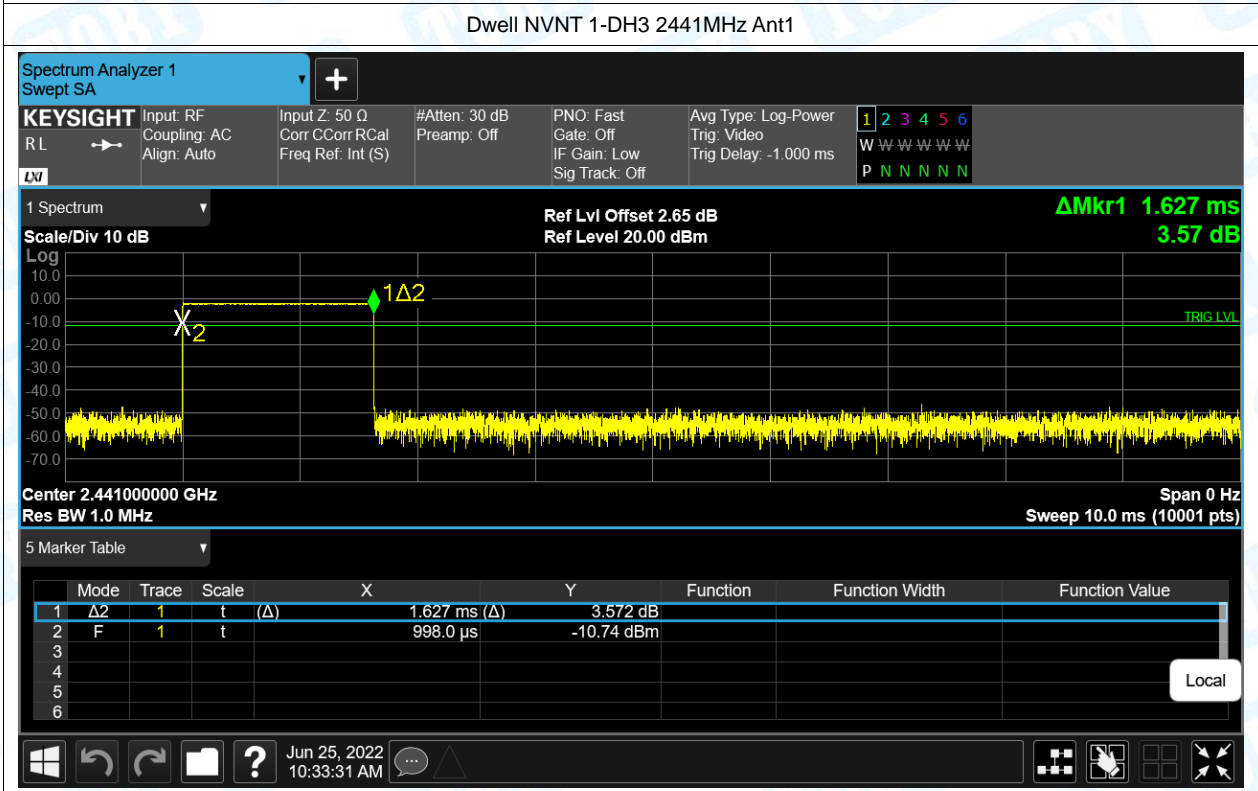 Dwell NVNT 1-DH3 2441MHz Ant1
Spectrum Analyzer 1
Swept SA
KEYSIGHT
RL
LXI
Input: RF
Coupling: AC
Align: Auto
Input Z: 50 Ω
Corr CCorr RCal
Freq Ref: Int (S)
#Atten: 30 dB
Preamp: Off
PNO: Fast
Gate: Off
IF Gain: Low
Sig Track: Off
Avg Type: Log-Power
Trig: Video
Trig Delay: -1.000 ms
1 2 3 4 5 6
W W W W W W
P N N N N N
1 Spectrum
Scale/Div 10 dB
Ref Lvl Offset 2.65 dB
Ref Level 20.00 dBm
ΔMkr1 1.627 ms
3.57 dB
Log
10.0
0.00
-10.0
-20.0
-30.0
-40.0
-50.0
-60.0
-70.0
1Δ2
2
TRIG LVL
Center 2.441000000 GHz
Span 0 Hz
Res BW 1.0 MHz
Sweep 10.0 ms (10001 pts)
5 Marker Table
Mode Trace Scale X Y Function Function Width Function Value
1 Δ2 1 t (Δ) 1.627 ms (Δ) 3.572 dB
2 F 1 t 998.0 µs -10.74 dBm
3
4
5
6
Local
?
Jun 25, 2022
10:33:31 AM